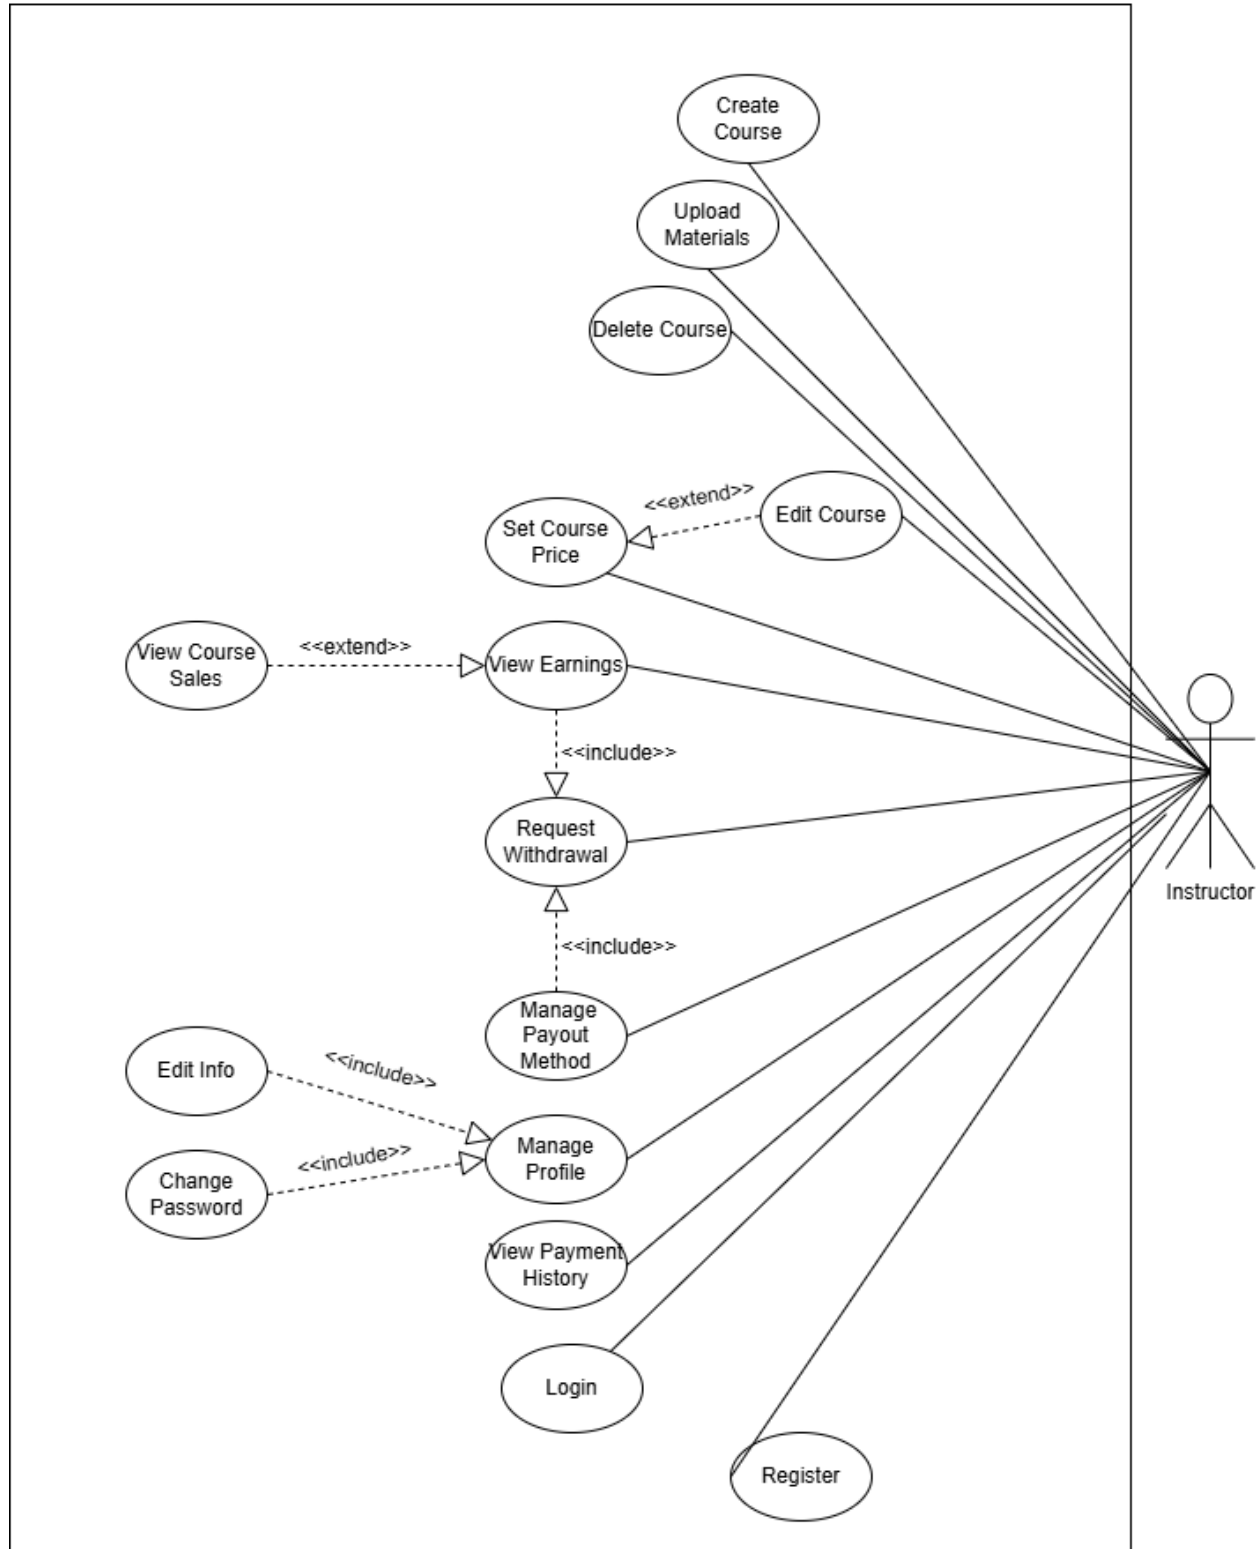 Create
Course
Upload
Materials
Delete Course
<<extend>>
Edit Course
Set Course
Price
View Course
Sales
<<extend>>
View Earnings
<<include>>
Request
Withdrawal
Instructor
<<include>>
Manage
Payout
Method
Edit Info
<<include>>
Change
Password
<<include>>
Manage
Profile
View Payment
History
Login
Register